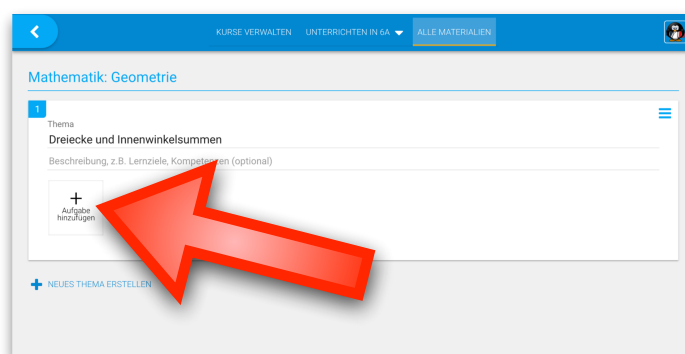 KURSE VERWALTEN UNTERRICHTEN IN 6A ALLE MATERIALIEN
Mathematik: Geometrie
1
Thema
Dreiecke und Innenwinkelsummen
Beschreibung, z.B. Lernziele, Kompetenzen (optional)
Aufgabe
hinzufügen
NEUES THEMA ERSTELLEN